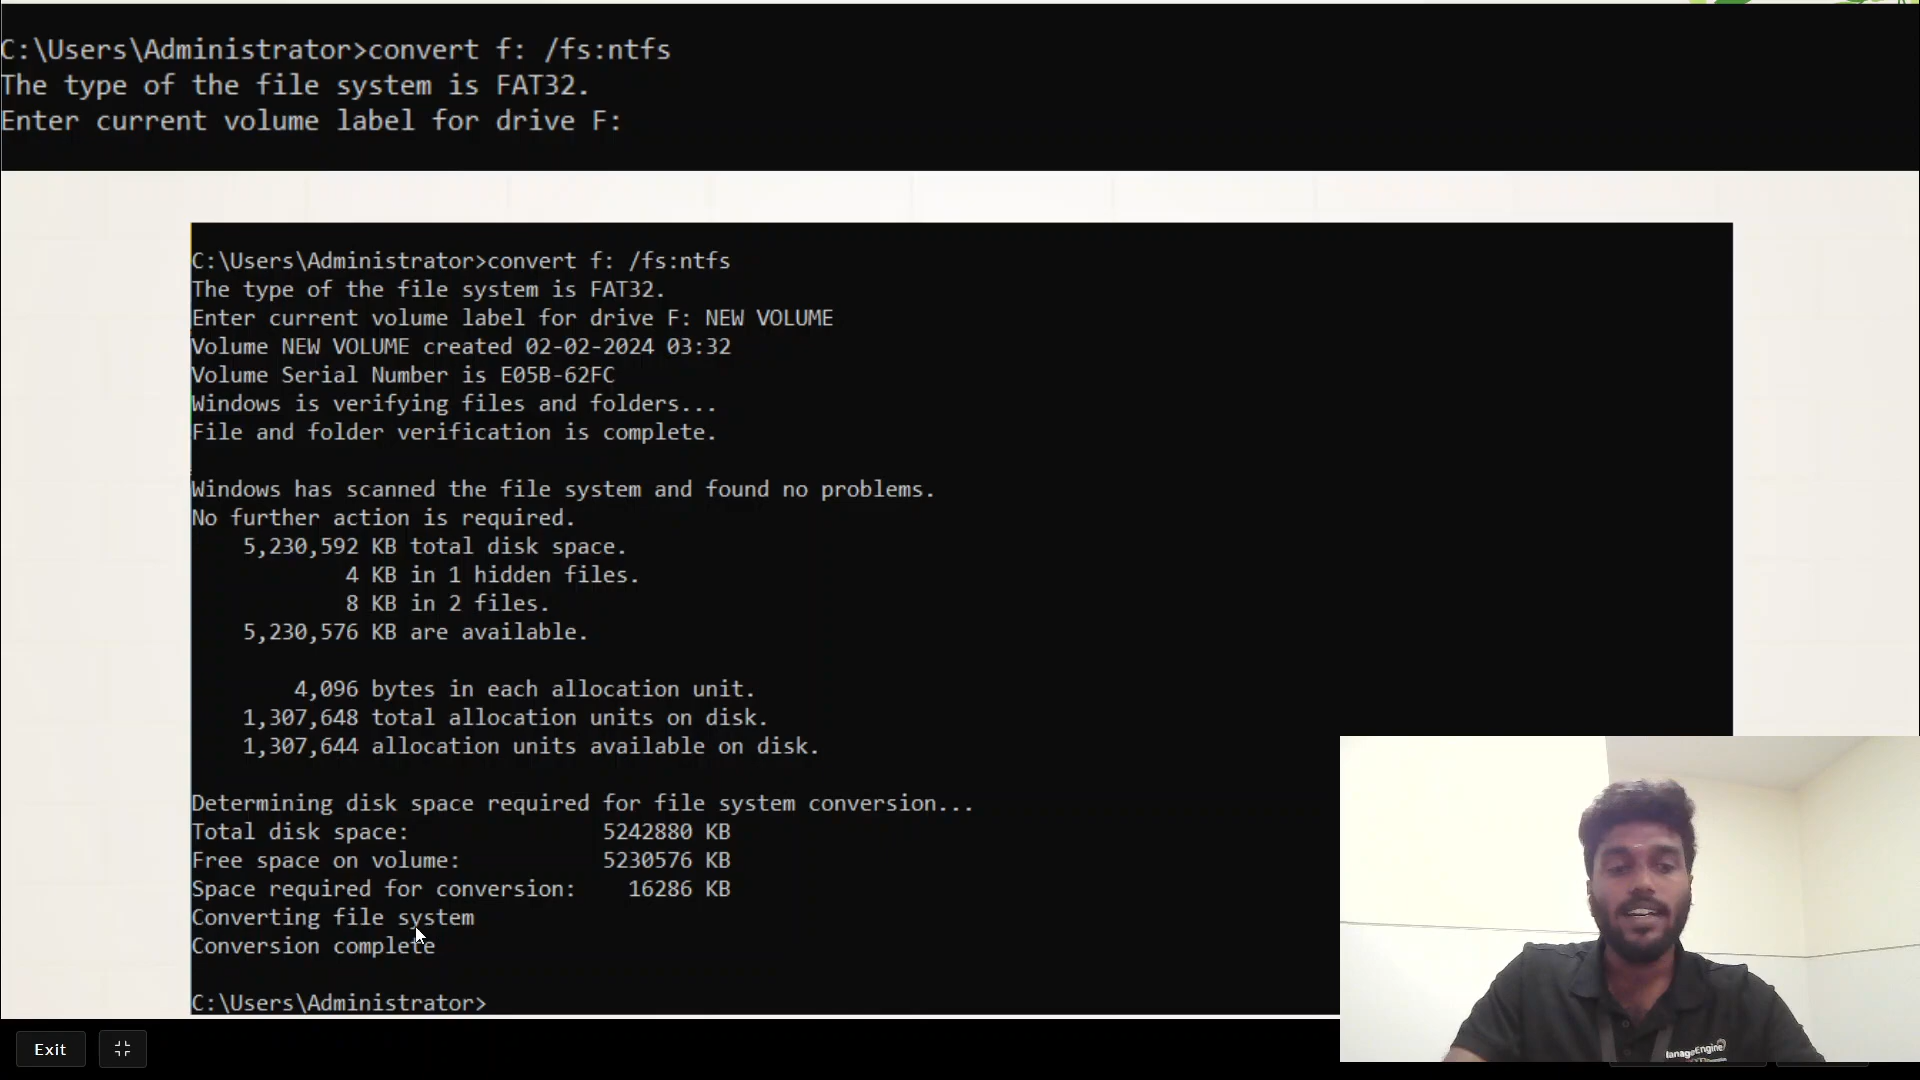 C:\Users\Administrator>convert f: /fs:ntfs
The type of the file system is FAT32.
Enter current volume label for drive F:
C:\Users\Administrator>convert f: /fs:ntfs
The type of the file system is FAT32.
Enter current volume label for drive F: NEW VOLUME
Volume NEW VOLUME created 02-02-2024 03:32
Volume Serial Number is E05B-62FC
Windows is verifying files and folders...
File and folder verification is complete.
Windows has scanned the file system and found no problems.
No further action is required.
5,230,592 KB total disk space.
4 KB in 1 hidden files.
8 KB in 2 files.
5,230,576 KB are available.
4,096 bytes in each allocation unit.
1,307,648 total allocation units on disk.
1,307,644 allocation units available on disk.
Determining disk space required for file system conversion...
Total disk space: 5242880 KB
Free space on volume: 5230576 KB
Space required for conversion: 16286 KB
Converting file system
Conversion complete
C:\Users\Administrator>
Exit